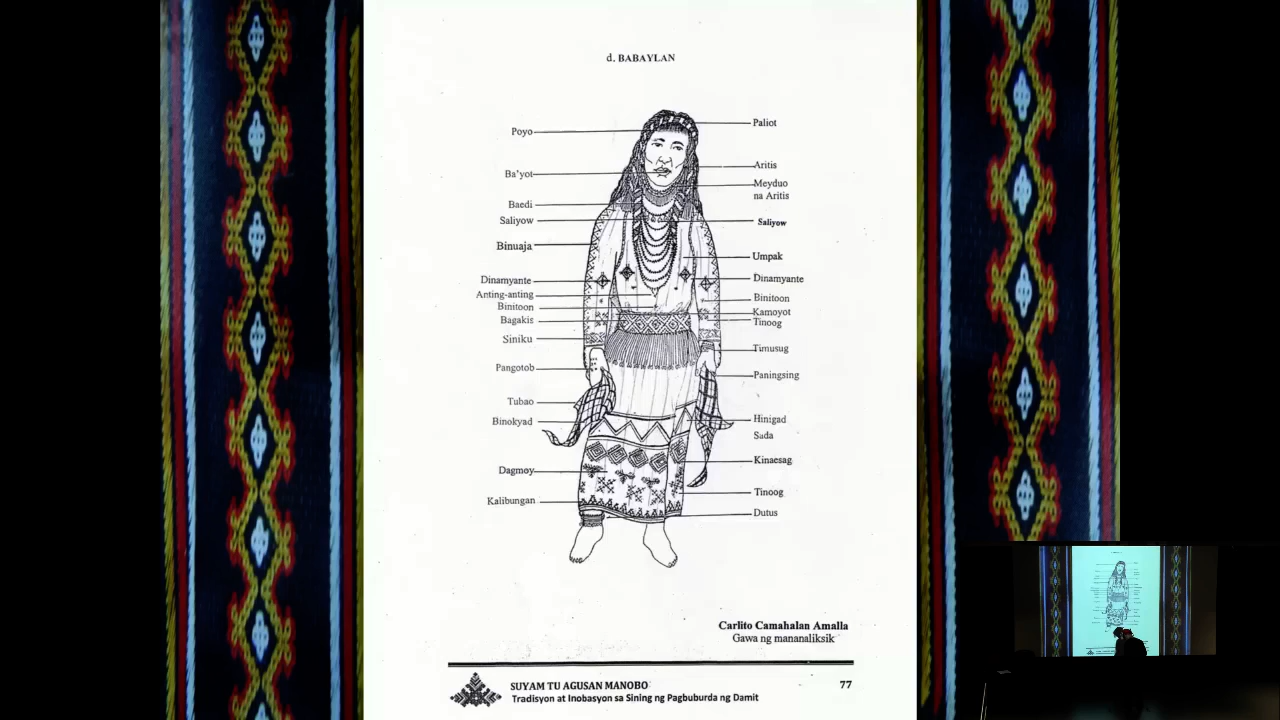 d. BABAYLAN
Poyo
Ba'yot
Baedi
Saliyow
Binuaja
Dinamyante
Anting-anting
Binitoon
Bagakis
Siniku
Pangotob
Tubao
Binokyad
Dagmoy
Kalibungan
Paliot
Aritis
Meyduo
na Aritis
Saliyow
Umpak
Dinamyante
Binitoon
Kamoyot
Tinoog
Timusug
Paningsing
Hinigad
Sada
Kinaesag
Tinoog
Dutus
Carlito Camahalan Amalla
Gawa ng mananaliksik
SUYAM TU AGUSAN MANOBO
Tradisyon at Inobasyon sa Sining ng Pagbuburda ng Damit
77